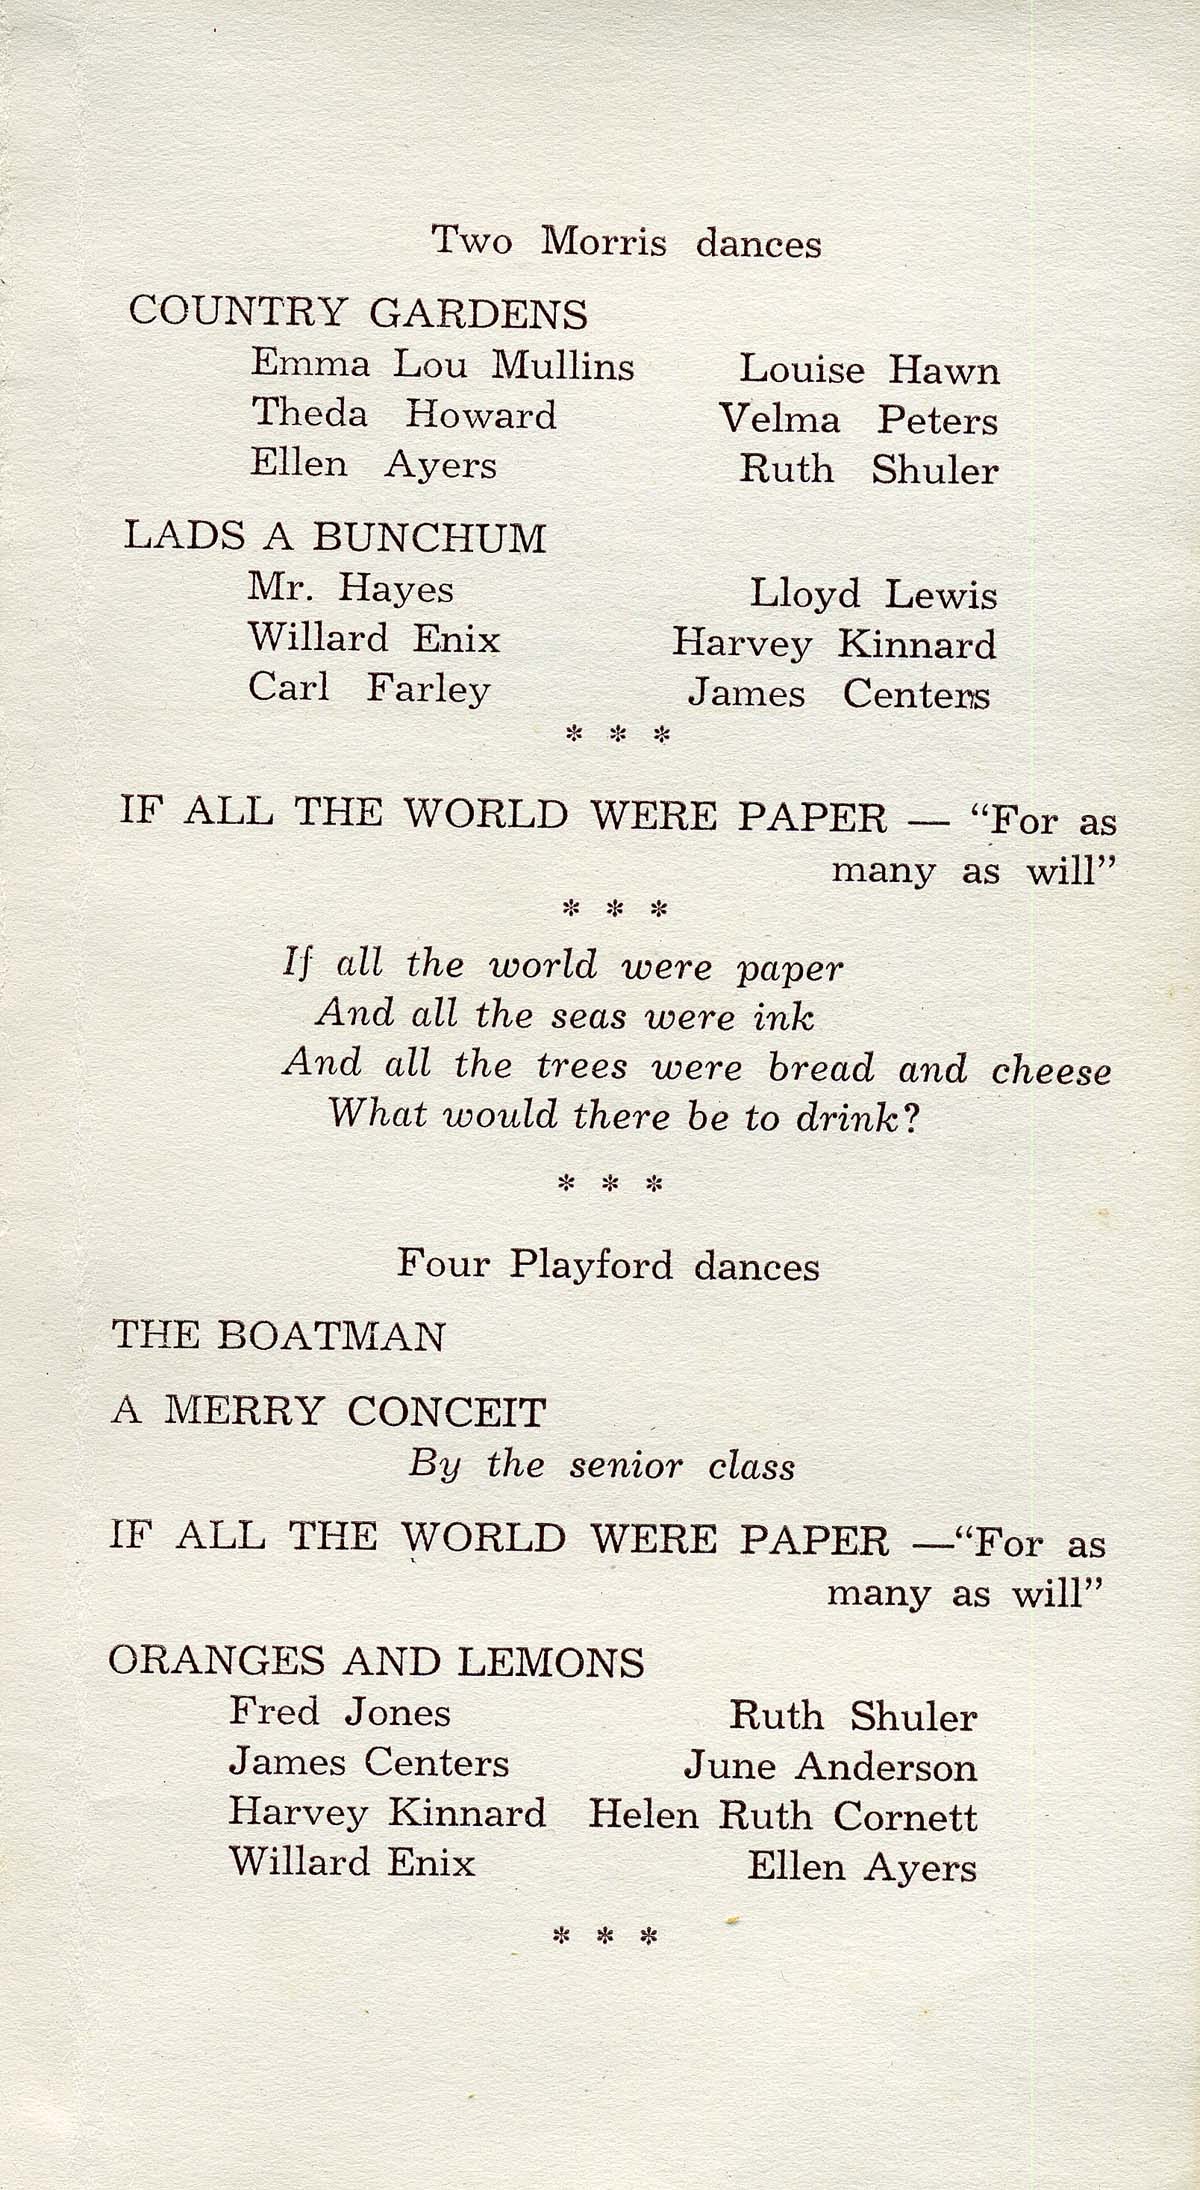 Two Morris dances
COUNTRY GARDENS
Emma Lou Mullins Louise Hawn
Theda Howard Velma Peters
Ellen Ayers Ruth Shuler
LADS A BUNCHUM
Mr. Hayes Lloyd Lewis
Willard Enix Harvey Kinnard
Carl Farley James Centers
* * *
IF ALL THE WORLD WERE PAPER — “For as
many as will”
* * *
If all the world were paper
And all the seas were ink
And all the trees were bread and cheese
What would there be to drink?
* * *
Four Playford dances
THE BOATMAN
A MERRY CONCEIT
By the senior class
IF ALL THE WORLD WERE PAPER —“For as
many as will”
ORANGES AND LEMONS
Fred Jones Ruth Shuler
James Centers June Anderson
Harvey Kinnard Helen Ruth Cornett
Willard Enix Ellen Ayers
* * *